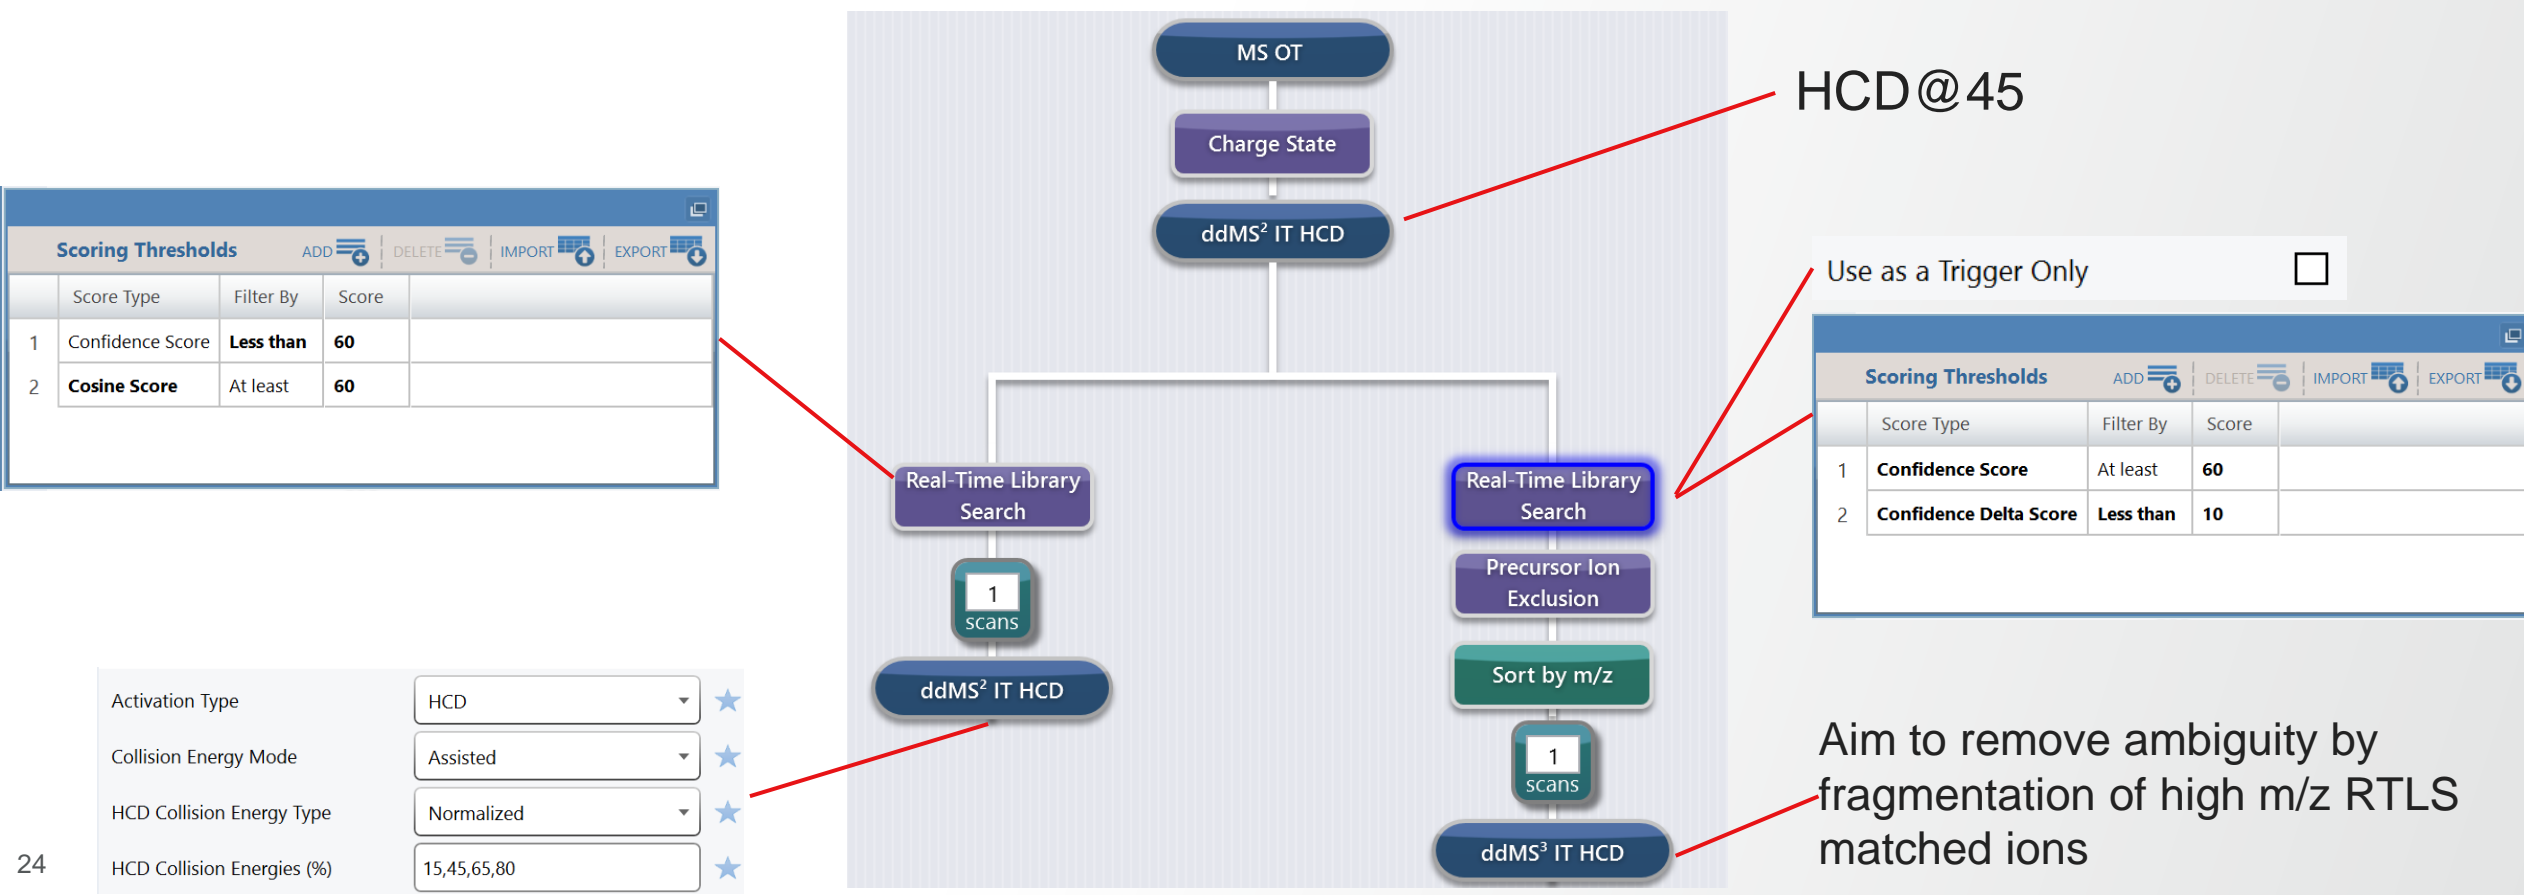 MS OT
Charge State
ddMS² IT HCD
HCD@45
Scoring Thresholds ADD DELETE IMPORT EXPORT
Score Type Filter By Score
1 Confidence Score Less than 60
2 Cosine Score At least 60
Use as a Trigger Only
Scoring Thresholds ADD DELETE IMPORT EXPORT
Score Type Filter By Score
1 Confidence Score At least 60
2 Confidence Delta Score Less than 10
Real-Time Library
Search
1
scans
ddMS² IT HCD
Real-Time Library
Search
Precursor Ion
Exclusion
Sort by m/z
1
scans
ddMS³ IT HCD
Activation Type HCD
Collision Energy Mode Assisted
HCD Collision Energy Type Normalized
HCD Collision Energies (%) 15,45,65,80
Aim to remove ambiguity by
fragmentation of high m/z RTLS
matched ions
24